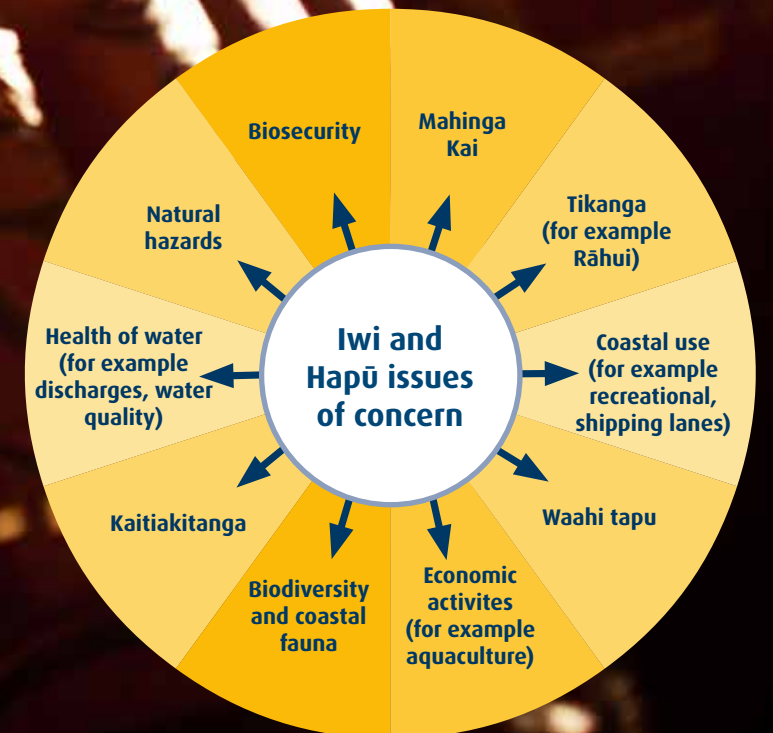 Iwi and
Hapū issues
of concern
Mahinga
Kai
Tikanga
(for example
Rāhui)
Coastal use
(for example
recreational,
shipping lanes)
Waahi tapu
Economic
activites
(for example
aquaculture)
Biodiversity
and coastal
fauna
Kaitiakitanga
Health of water
(for example
discharges, water
quality)
Natural
hazards
Biosecurity